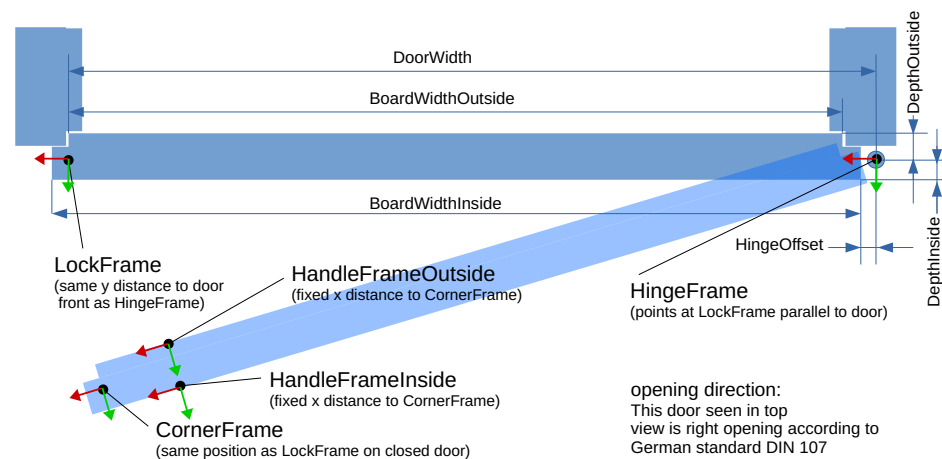 DoorWidth
DepthOutside
BoardWidthOutside
BoardWidthInside
HingeOffset
DepthInside
LockFrame
(same y distance to door
front as HingeFrame)
HandleFrameOutside
(fixed x distance to CornerFrame)
HingeFrame
(points at LockFrame parallel to door)
HandleFrameInside
(fixed x distance to CornerFrame)
CornerFrame
(same position as LockFrame on closed door)
opening direction:
This door seen in top
view is right opening according to
German standard DIN 107